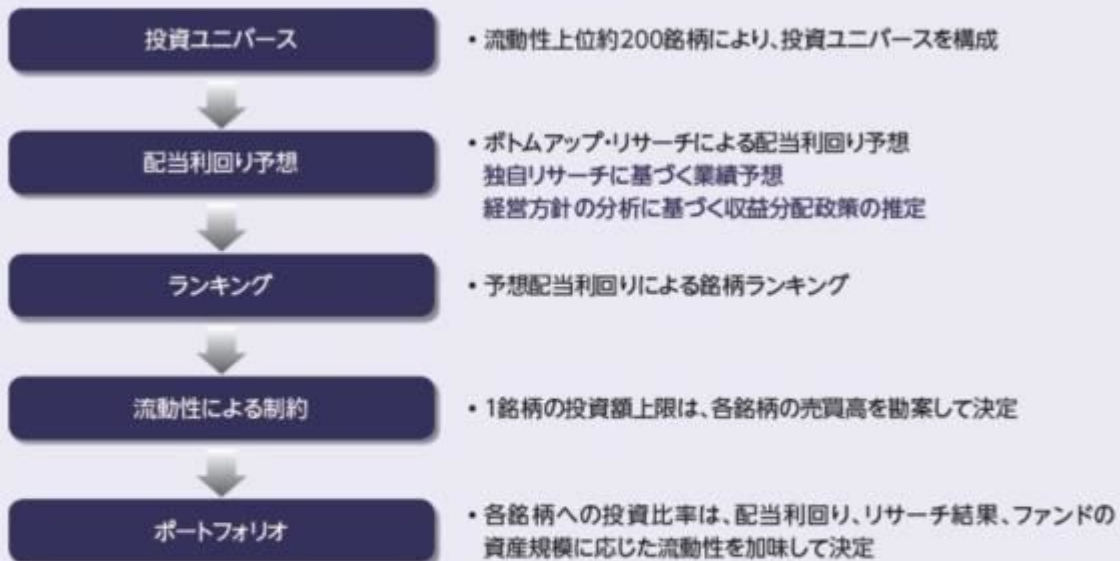 投資ユニバース
・流動性上位約200銘柄により、投資ユニバースを構成
配当利回り予想
・ボトムアップ・リサーチによる配当利回り予想
独自リサーチに基づく業績予想
経営方針の分析に基づく収益分配政策の推定
ランキング
・予想配当利回りによる銘柄ランキング
流動性による制約
・1銘柄の投資額上限は、各銘柄の売買高を勘案して決定
ポートフォリオ
・各銘柄への投資比率は、配当利回り、リサーチ結果、ファンドの
資産規模に応じた流動性を加味して決定